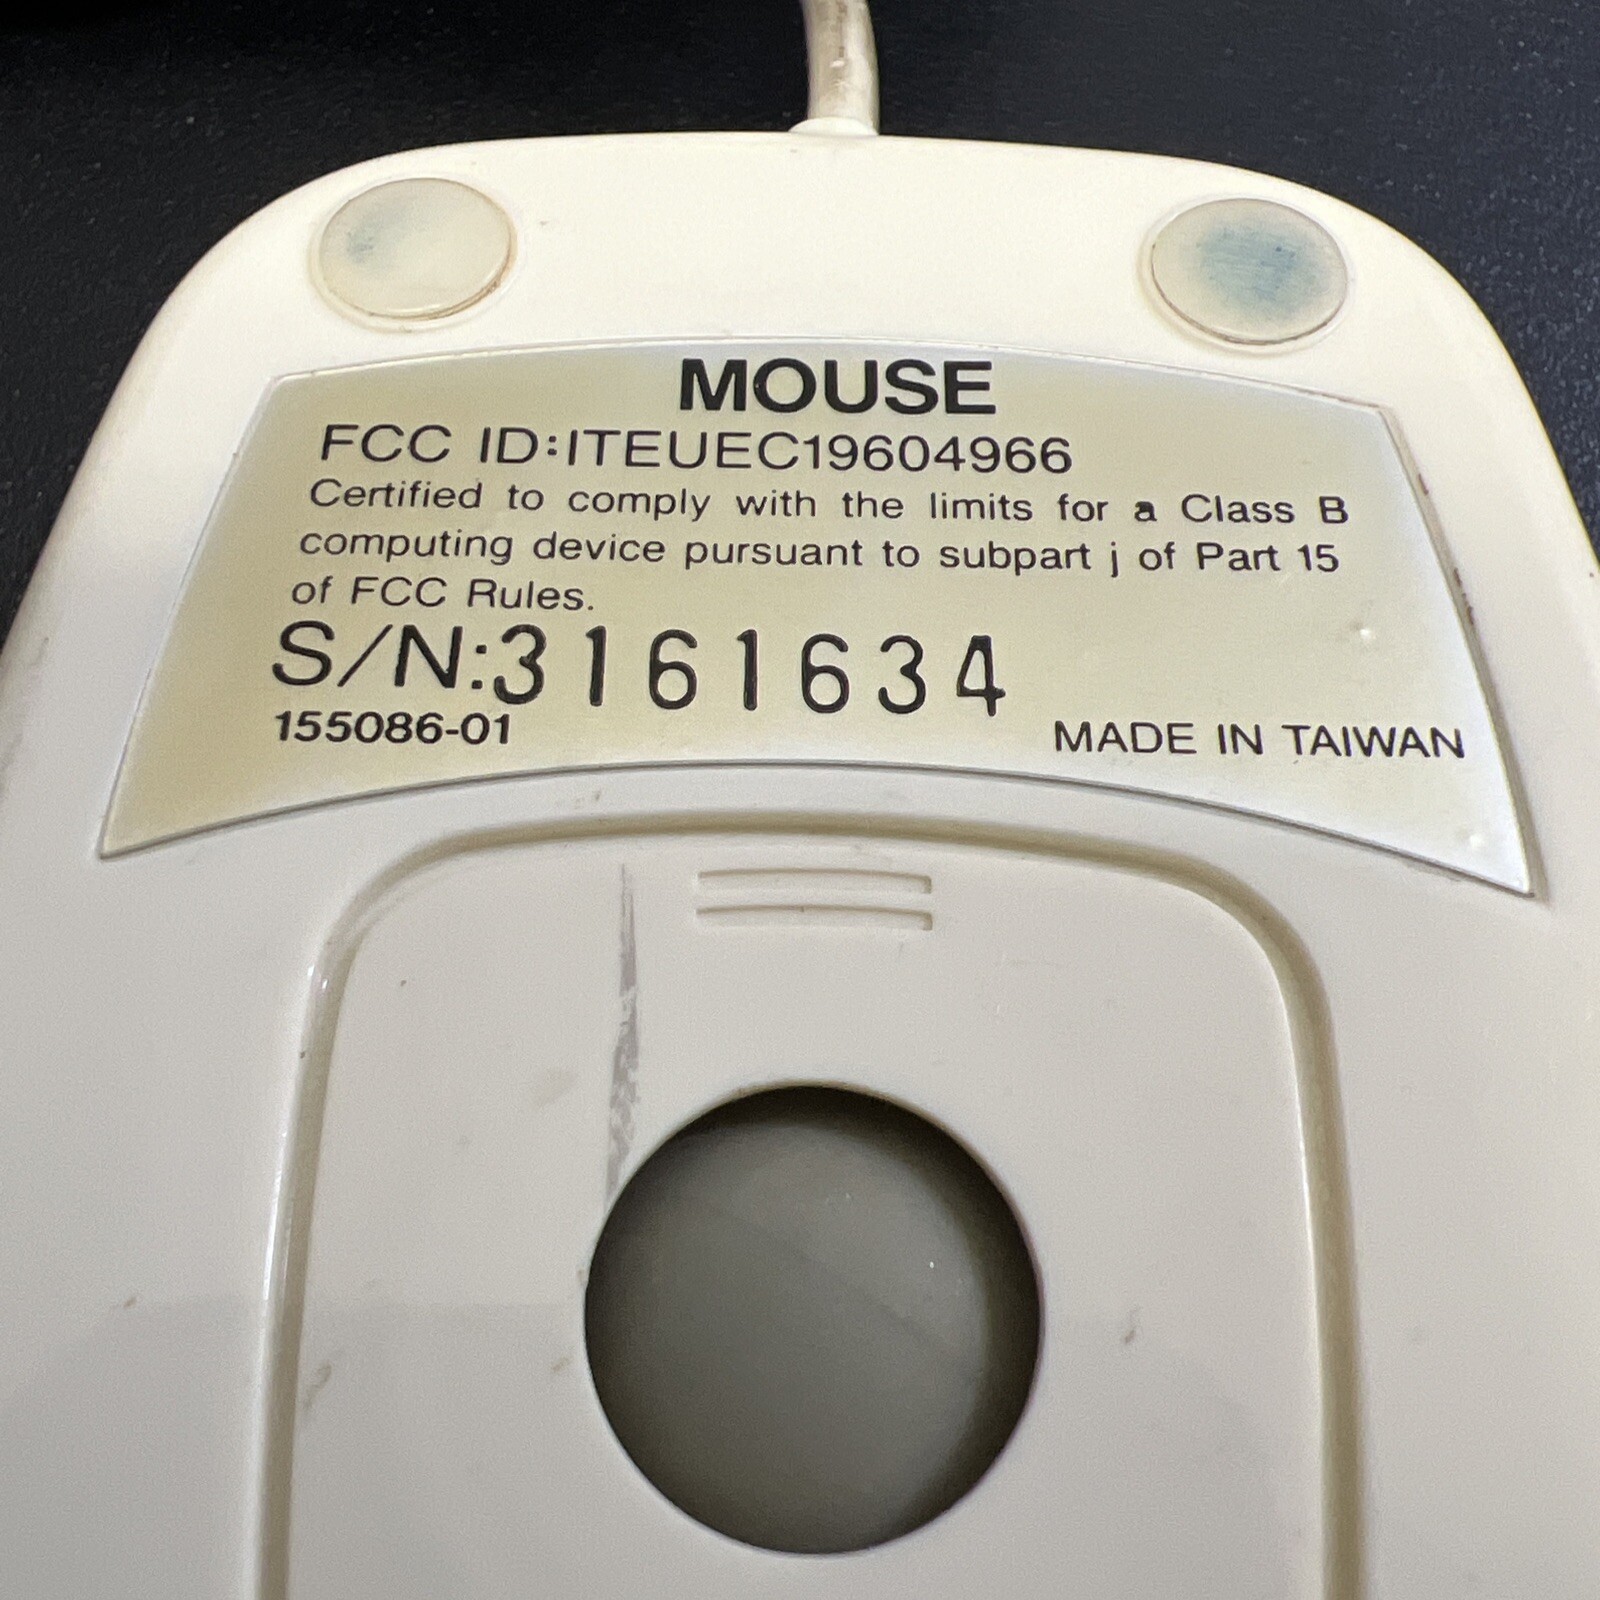 MOUSE
FCC ID:ITEUEC19604966
Certified to comply with the limits for a Class B
computing device pursuant to subpart j of Part 15
of FCC Rules.
S/N:3161634
155086-01
MADE IN TAIWAN